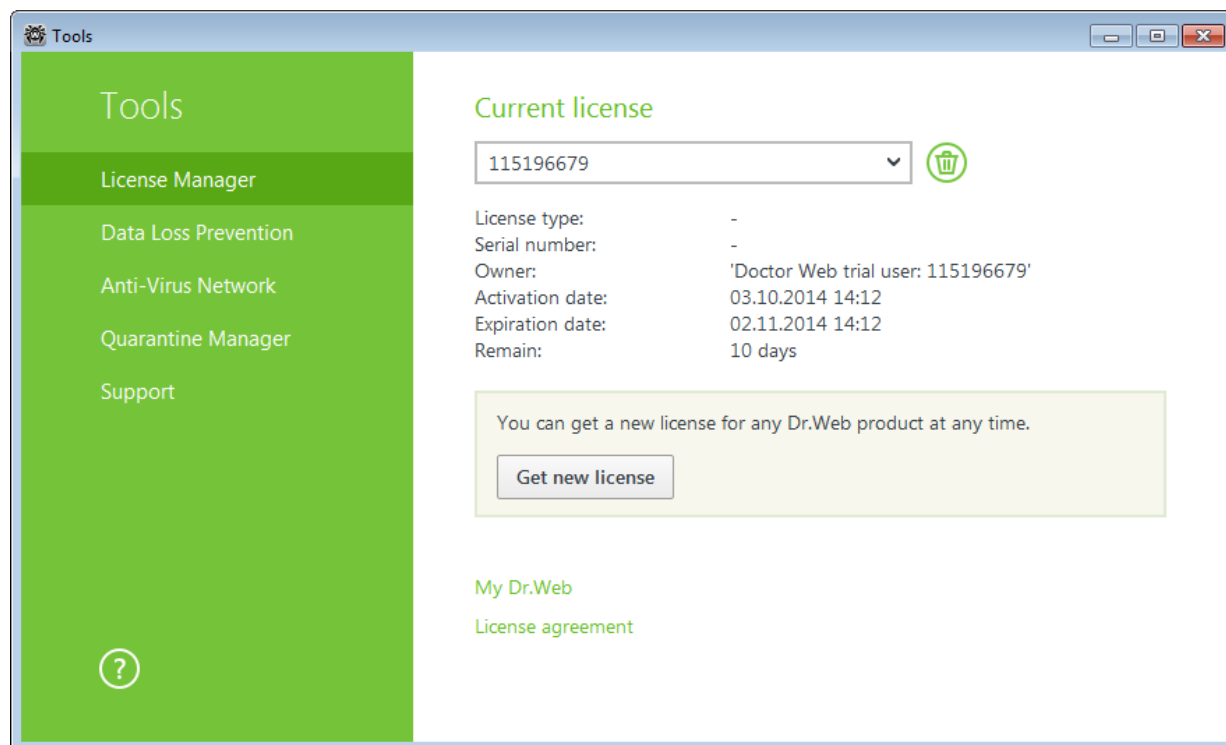 Tools
Tools
License Manager
Data Loss Prevention
Anti-Virus Network
Quarantine Manager
Support
?
Current license
115196679
License type: -
Serial number: -
Owner: 'Doctor Web trial user: 115196679'
Activation date: 03.10.2014 14:12
Expiration date: 02.11.2014 14:12
Remain: 10 days
You can get a new license for any Dr.Web product at any time.
Get new license
My Dr.Web
License agreement